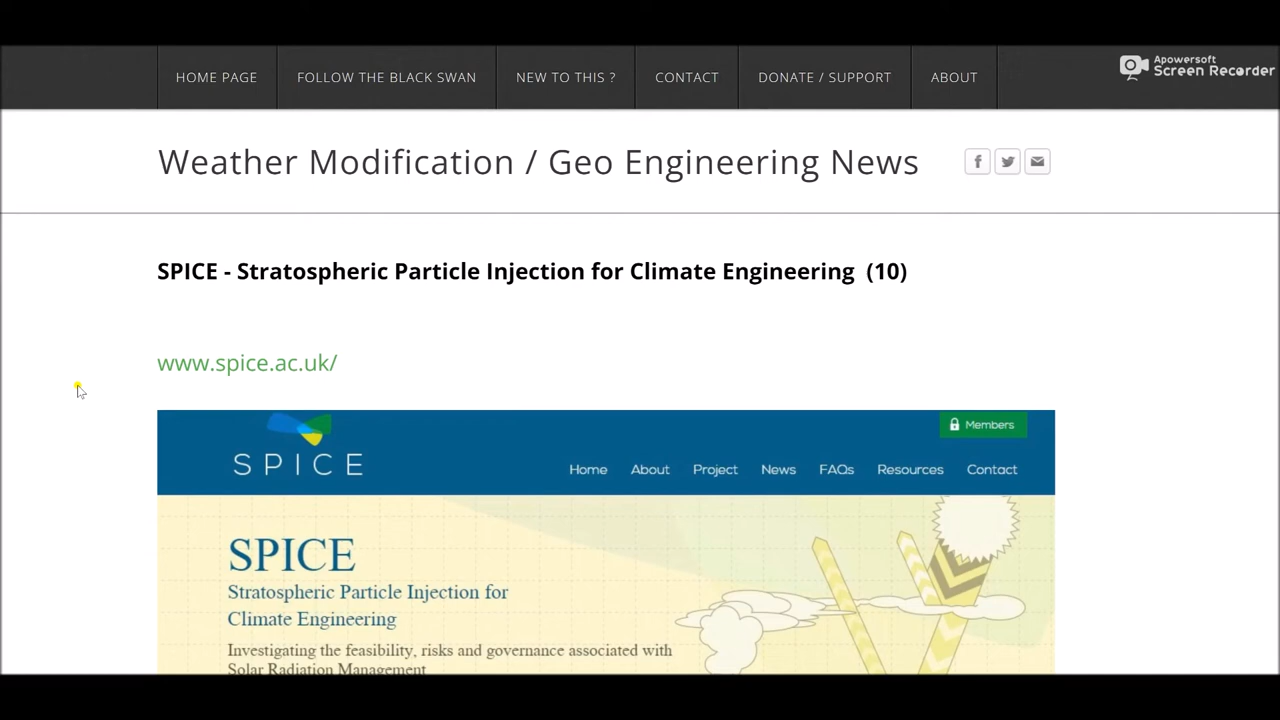 Apowersoft
Screen Recorder
HOME PAGE
FOLLOW THE BLACK SWAN
NEW TO THIS ?
CONTACT
DONATE / SUPPORT
ABOUT
Weather Modification / Geo Engineering News
SPICE - Stratospheric Particle Injection for Climate Engineering (10)
www.spice.ac.uk/
Members
SPICE
Home
About
Project
News
FAQs
Resources
Contact
SPICE
Stratospheric Particle Injection for
Climate Engineering
Investigating the feasibility, risks and governance associated with
Solar Radiation Management